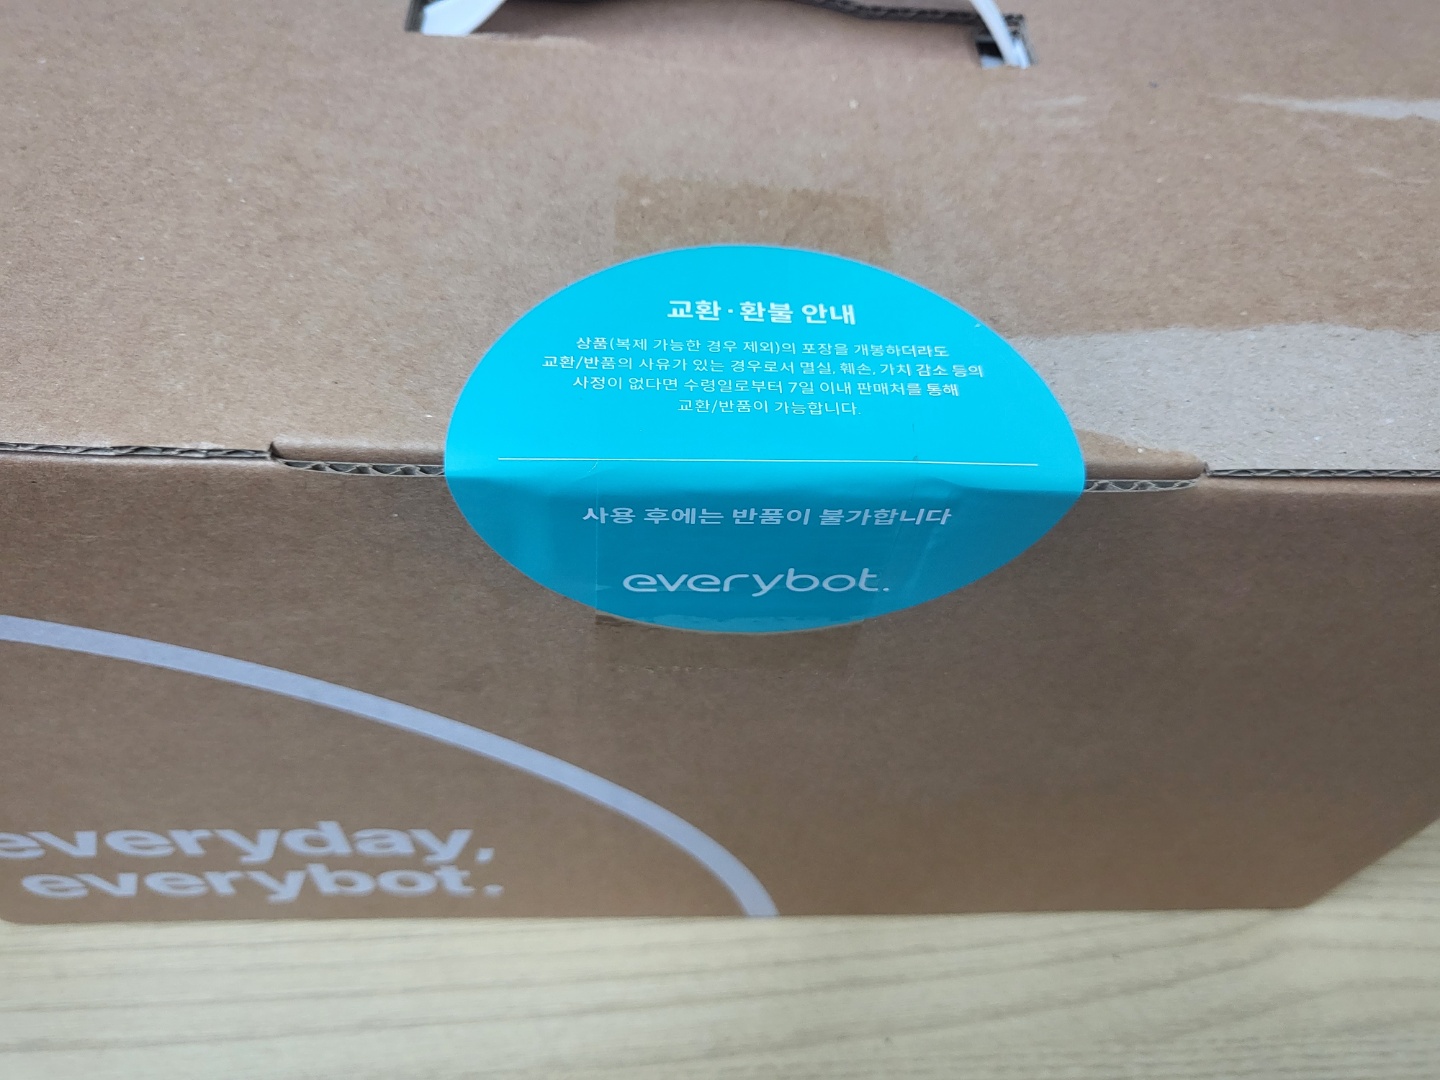 교환·환불 안내
상품(복제 가능한 경우 제외)의 포장을 개봉하더라도
교환/반품의 사유가 있는 경우로서 멸실, 훼손, 가치 감소 등의
사정이 없다면 수령일로부터 7일 이내 판매처를 통해
교환/반품이 가능합니다.
사용 후에는 반품이 불가합니다
everybot.
everyday,
everybot.